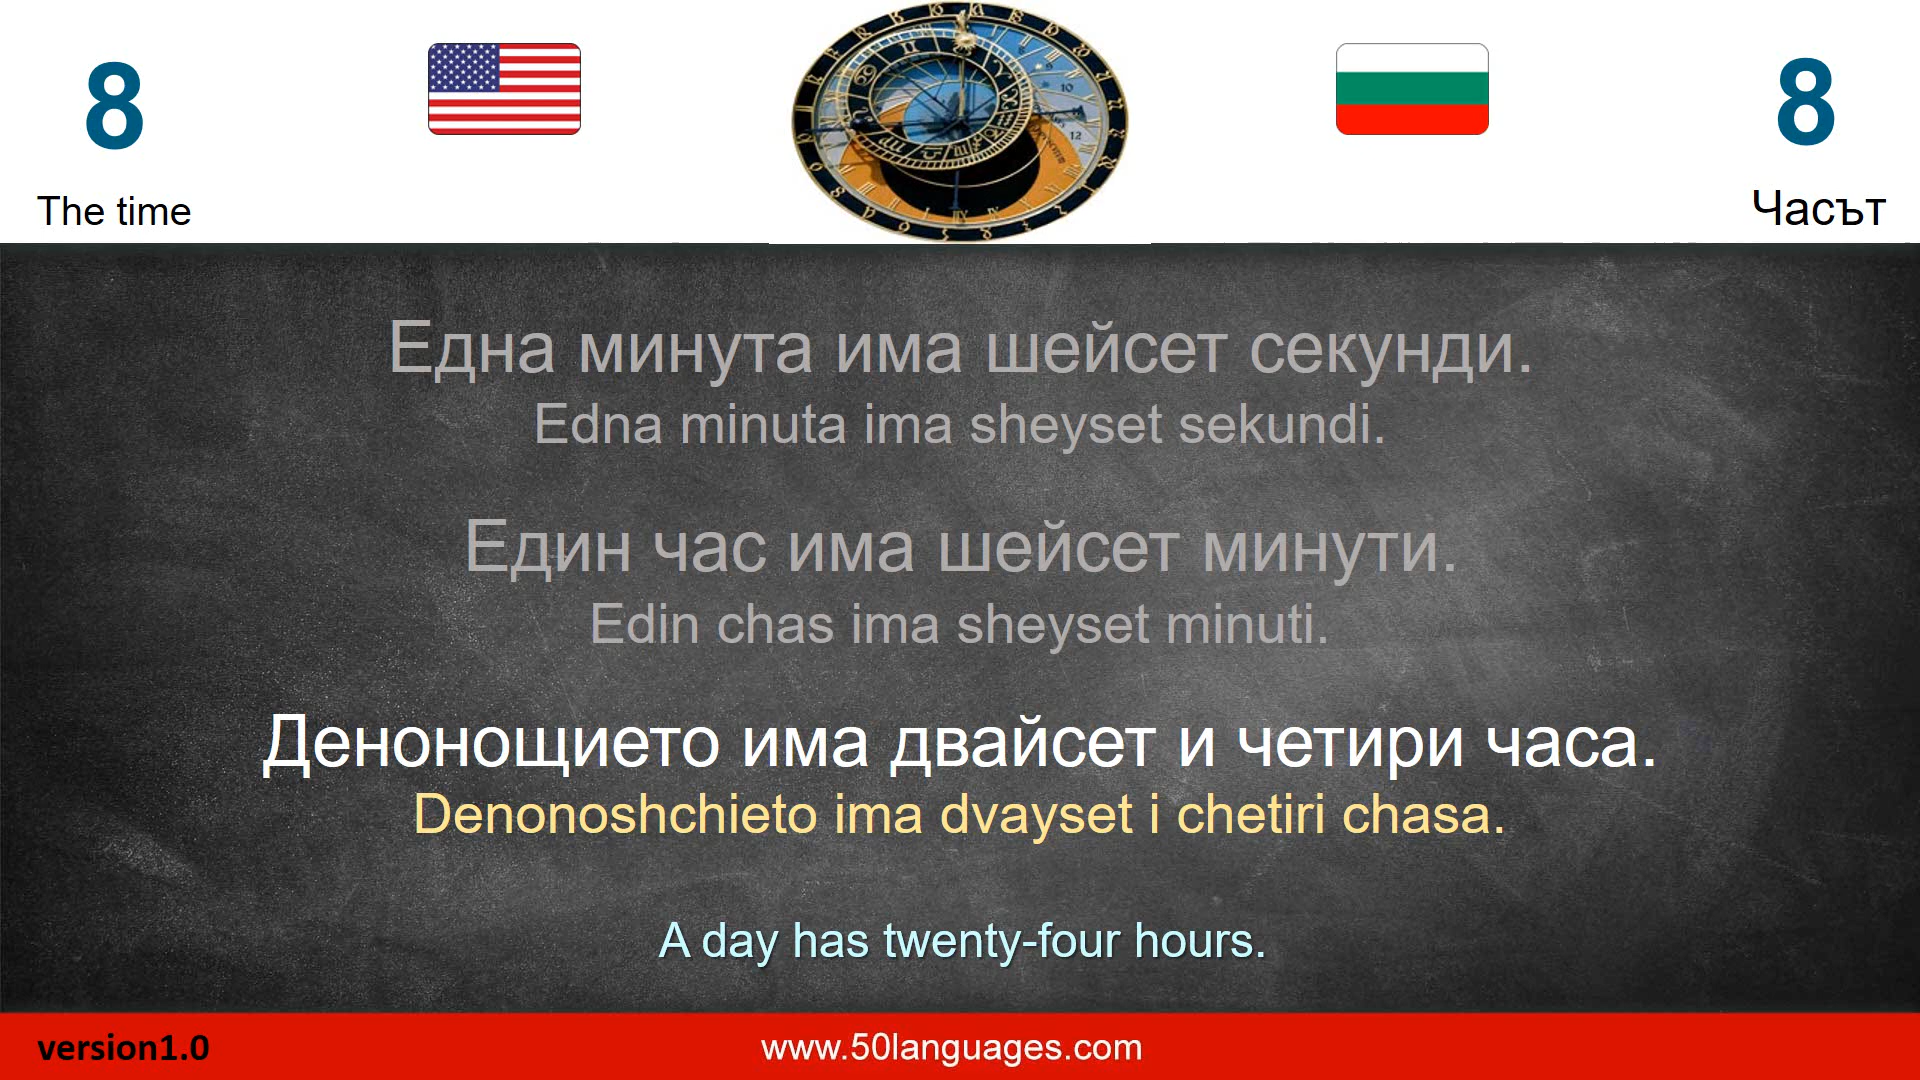 8
8
The time
Часът
Една минута има шейсет секунди.
Edna minuta ima sheyset sekundi.
Един час има шейсет минути.
Edin chas ima sheyset minuti.
Денонощието има двайсет и четири часа.
Denonoshchieto ima dvayset i chetiri chasa.
A day has twenty-four hours.
version1.0
www.50languages.com